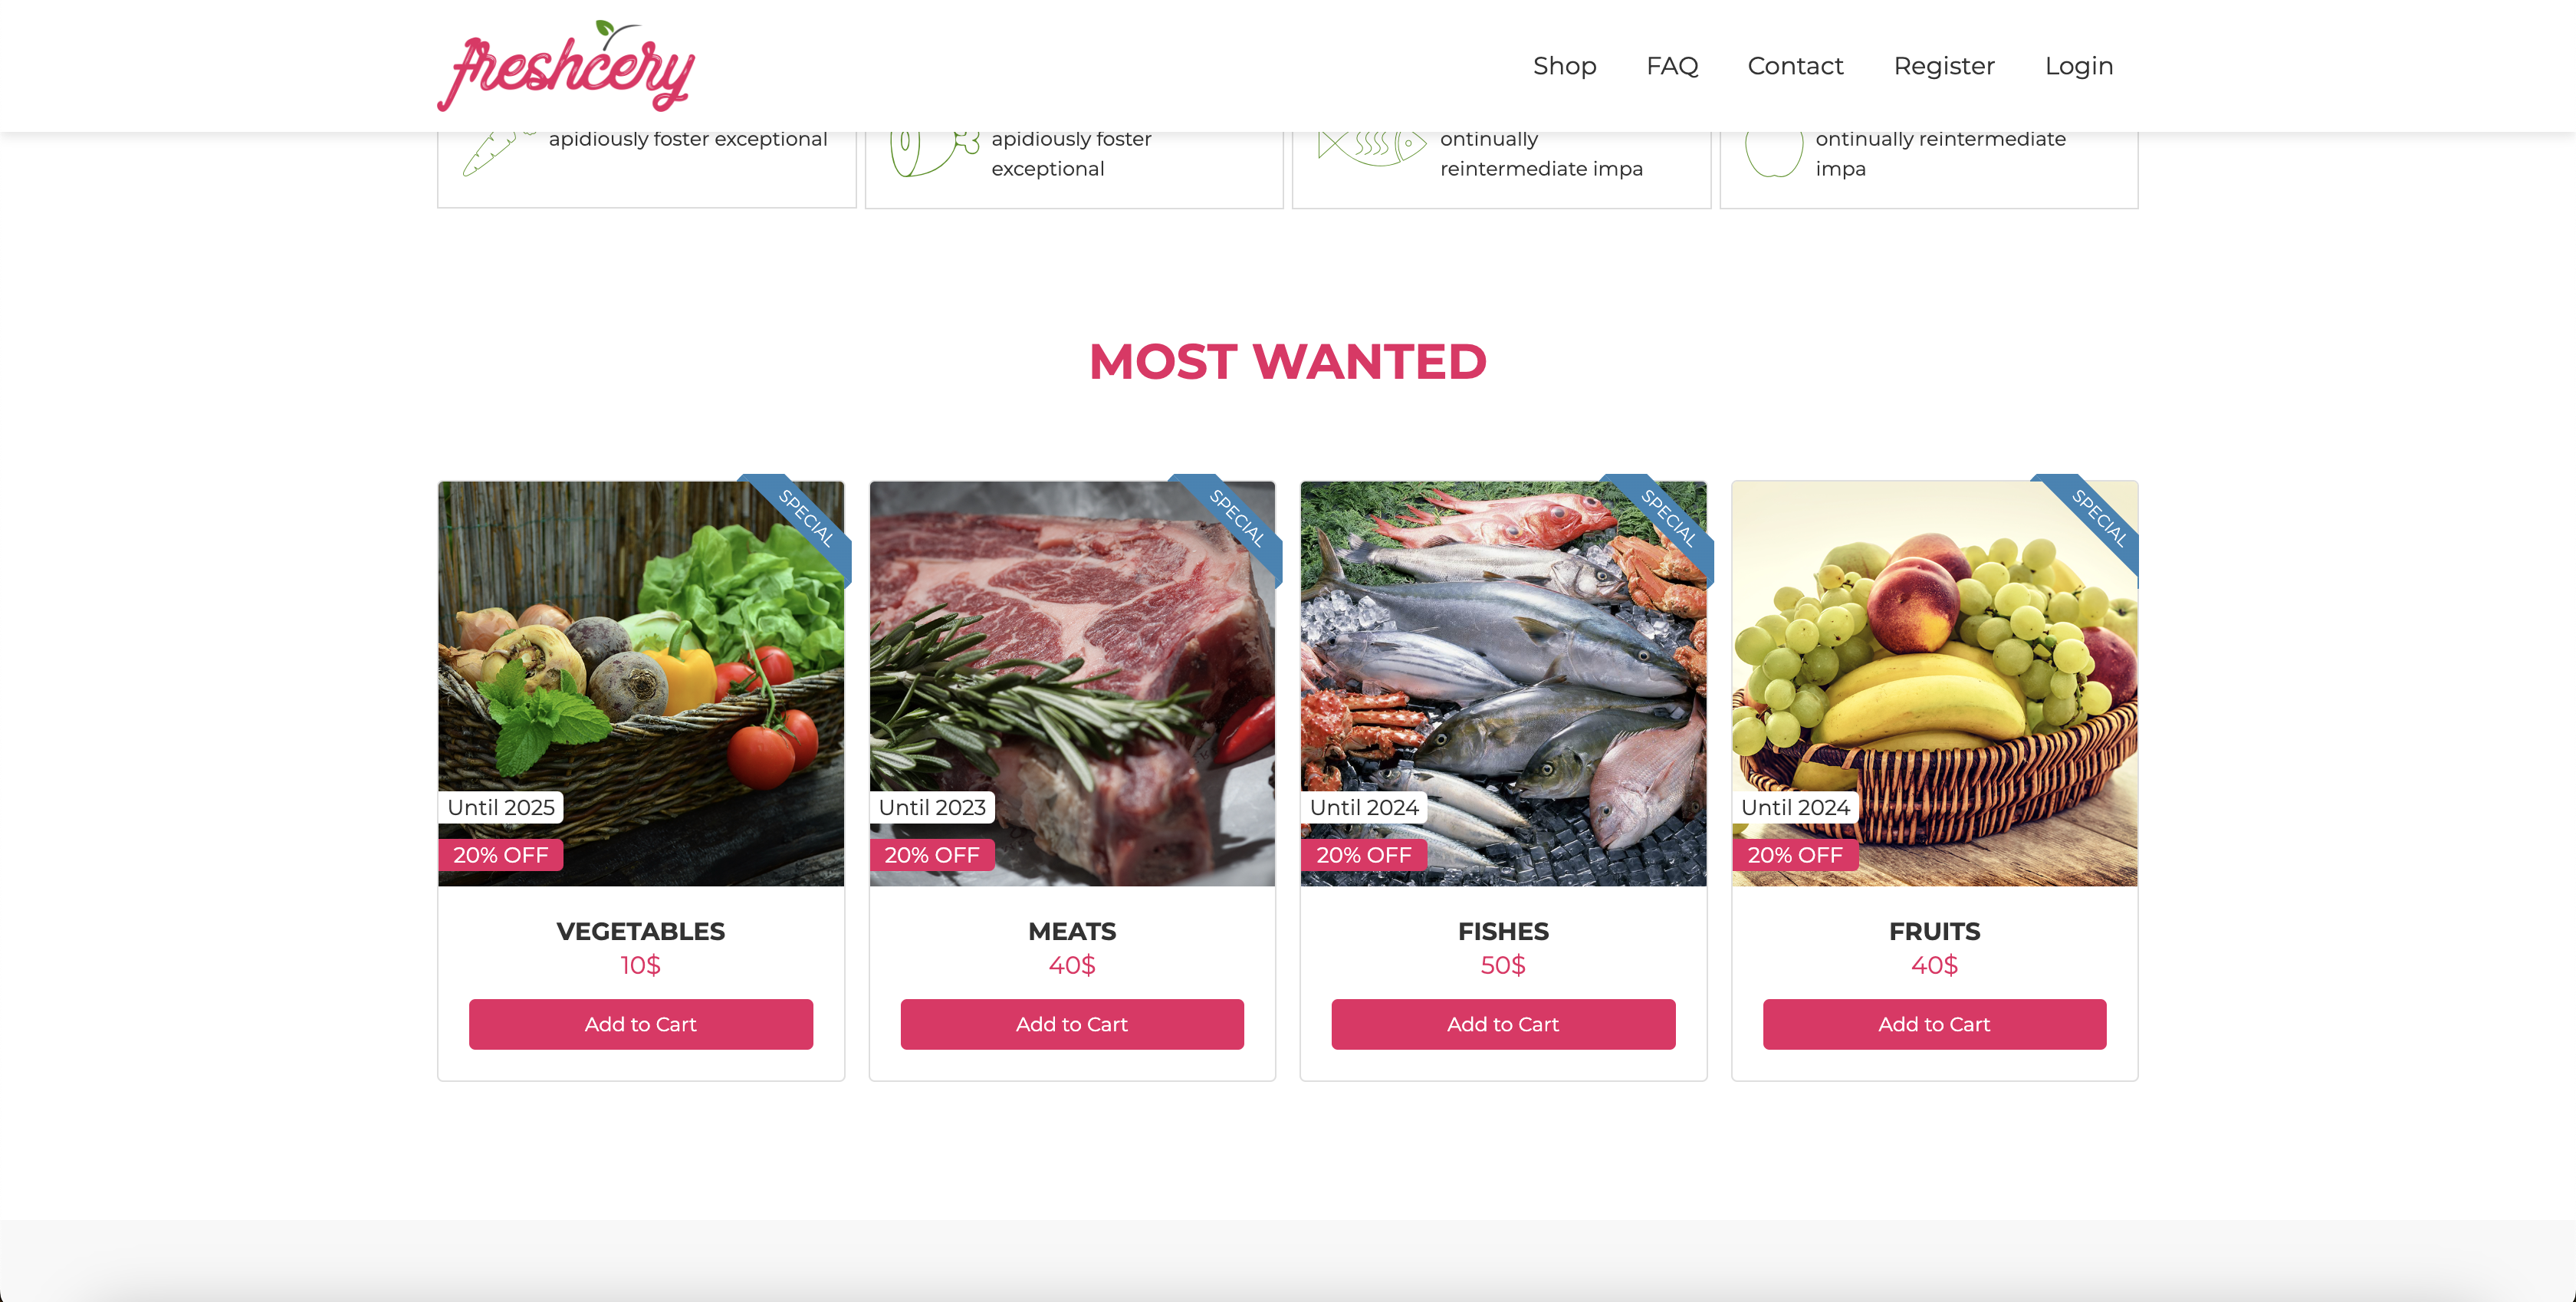 freshcery
Shop FAQ Contact Register Login
apidiously foster exceptional
apidiously foster
exceptional
ontinually
reintermediate impa
ontinually reintermediate
impa
MOST WANTED
SPECIAL
Until 2025
20% OFF
VEGETABLES
10$
Add to Cart
SPECIAL
Until 2023
20% OFF
MEATS
40$
Add to Cart
SPECIAL
Until 2024
20% OFF
FISHES
50$
Add to Cart
SPECIAL
Until 2024
20% OFF
FRUITS
40$
Add to Cart